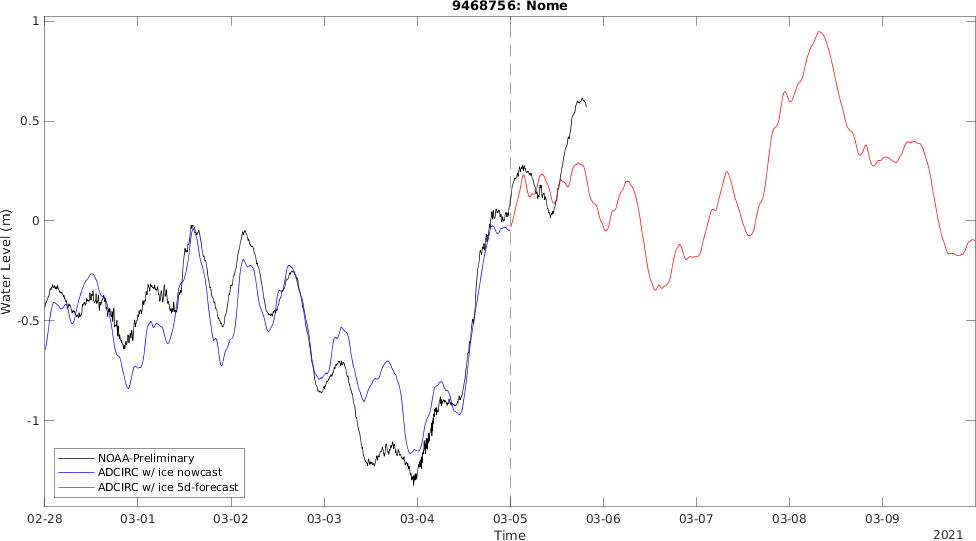 9468756: Nome
1
0.5
0
-0.5
-1
Water Level (m)
NOAA-Preliminary
ADCIRC w/ ice nowcast
ADCIRC w/ ice 5d-forecast
02-28 03-01 03-02 03-03 03-04 03-05 03-06 03-07 03-08 03-09
Time
2021